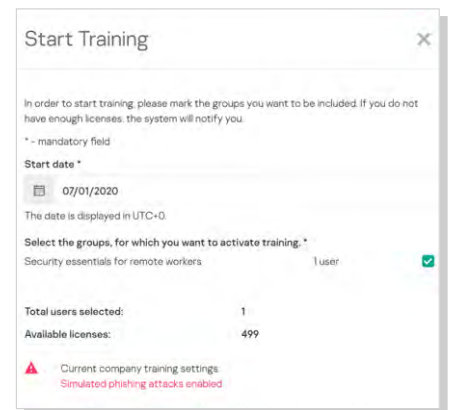 Start Training
In order to start training, please mark the groups you want to be included. If you do not
have enough licenses, the system will notify you.
* - mandatory field
Start date *
07/01/2020
The date is displayed in UTC+0.
Select the groups, for which you want to activate training. *
Security essentials for remote workers 1 user
Total users selected: 1
Available licenses: 499
Current company training settings:
Simulated phishing attacks enabled